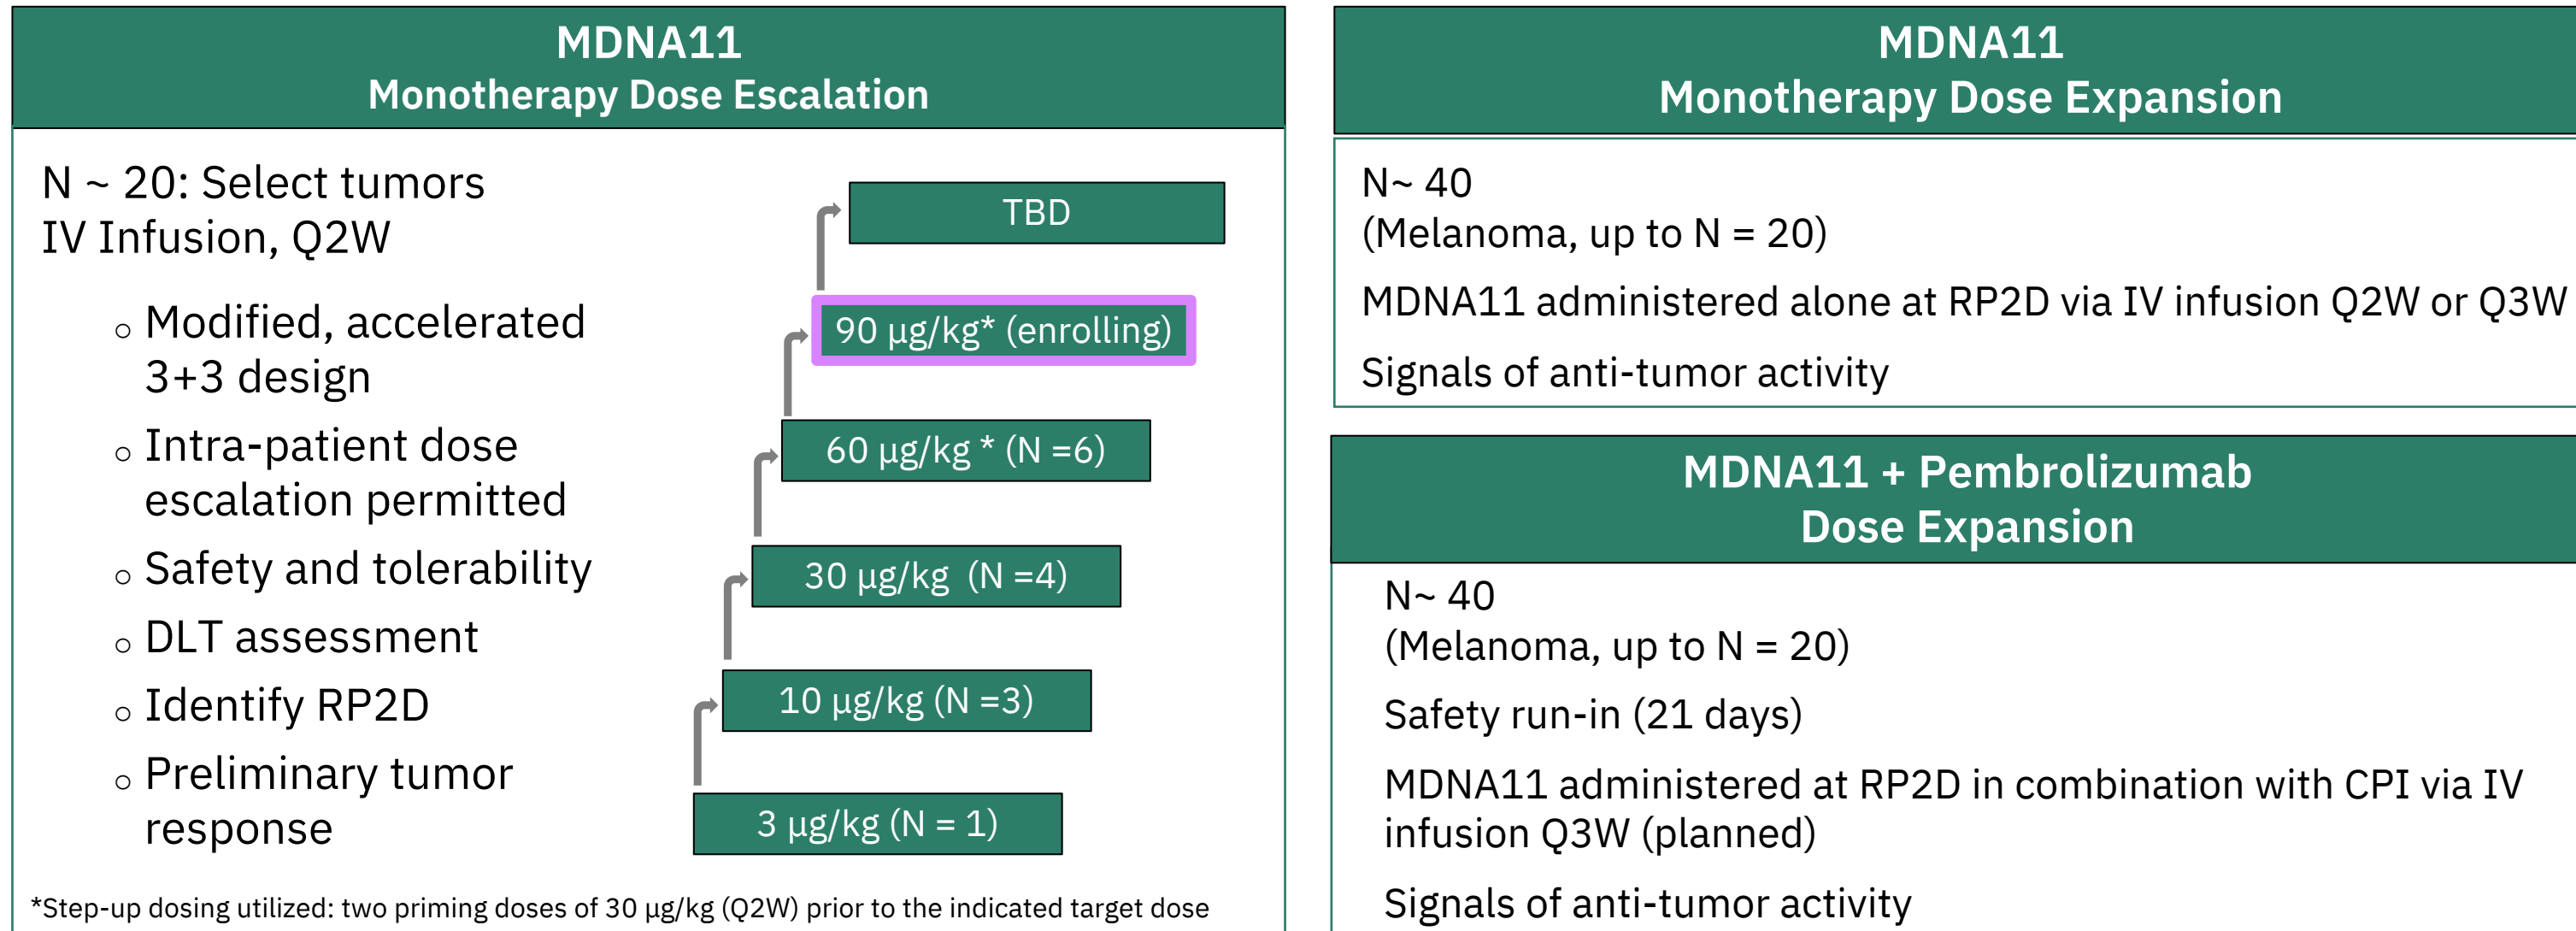 MDNA11
Monotherapy Dose Escalation
N ~ 20: Select tumors
IV Infusion, Q2W
○ Modified, accelerated
3+3 design
○ Intra-patient dose
escalation permitted
○ Safety and tolerability
○ DLT assessment
○ Identify RP2D
○ Preliminary tumor
response
TBD
90 µg/kg* (enrolling)
60 µg/kg * (N =6)
30 µg/kg (N =4)
10 µg/kg (N =3)
3 µg/kg (N = 1)
*Step-up dosing utilized: two priming doses of 30 µg/kg (Q2W) prior to the indicated target dose
MDNA11
Monotherapy Dose Expansion
N~ 40
(Melanoma, up to N = 20)
MDNA11 administered alone at RP2D via IV infusion Q2W or Q3W
Signals of anti-tumor activity
MDNA11 + Pembrolizumab
Dose Expansion
N~ 40
(Melanoma, up to N = 20)
Safety run-in (21 days)
MDNA11 administered at RP2D in combination with CPI via IV
infusion Q3W (planned)
Signals of anti-tumor activity